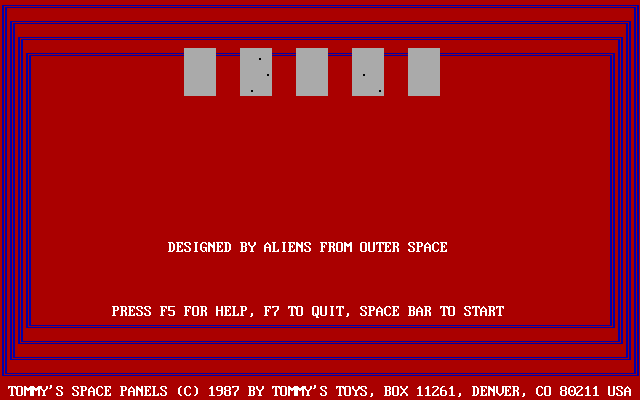 DESIGNED BY ALIENS FROM OUTER SPACE
PRESS F5 FOR HELP, F7 TO QUIT, SPACE BAR TO START
TOMMY'S SPACE PANELS (C) 1987 BY TOMMY'S TOYS, BOX 11261, DENVER, CO 80211 USA